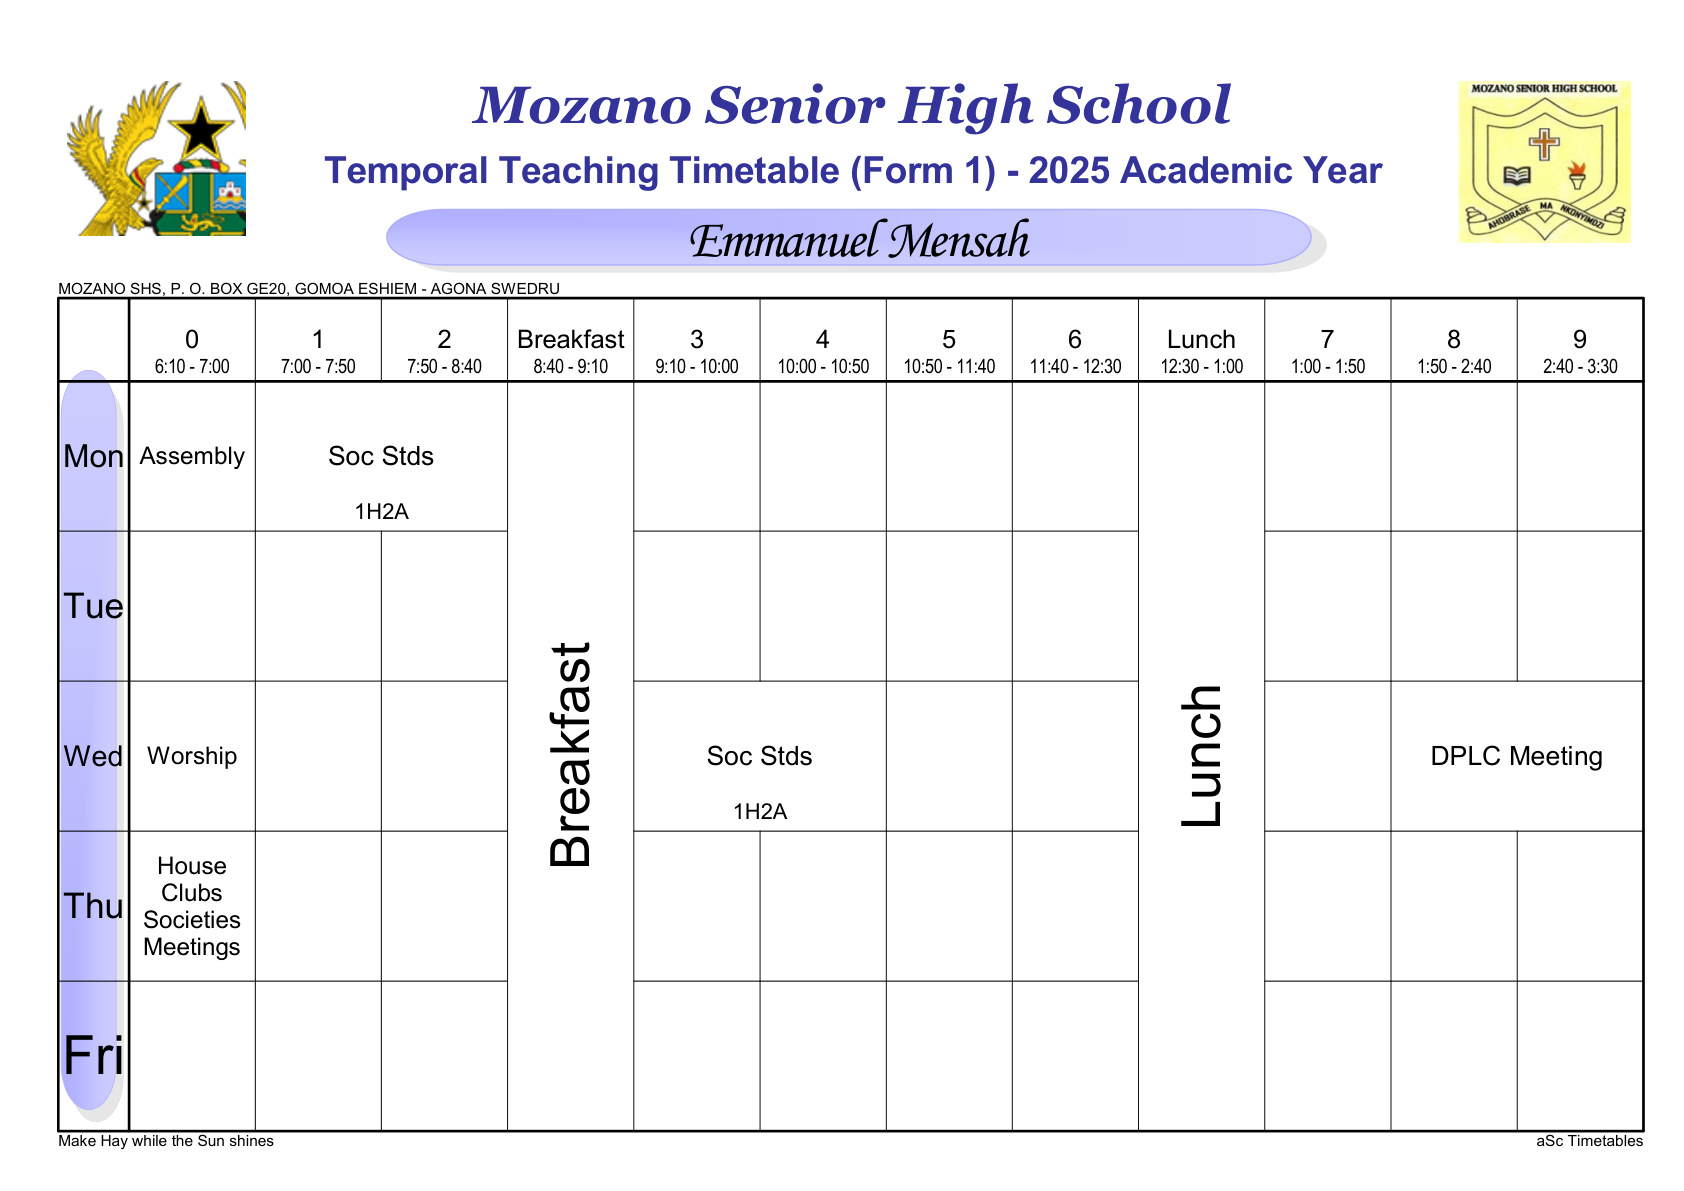 Mozano Senior High School
Temporal Teaching Timetable (Form 1) - 2025 Academic Year
Emmanuel Mensah
MOZANO SENIOR HIGH SCHOOL
AHOBRASE MA NKONYIMDZI
MOZANO SHS, P. O. BOX GE20, GOMOA ESHIEM - AGONA SWEDRU
0 1 2 Breakfast 3 4 5 6 Lunch 7 8 9
6:10 - 7:00 7:00 - 7:50 7:50 - 8:40 8:40 - 9:10 9:10 - 10:00 10:00 - 10:50 10:50 - 11:40 11:40 - 12:30 12:30 - 1:00 1:00 - 1:50 1:50 - 2:40 2:40 - 3:30
Mon Assembly Soc Stds
1H2A
Tue
Breakfast
Lunch
Wed Worship Soc Stds DPLC Meeting
1H2A
Thu
House
Clubs
Societies
Meetings
Fri
Make Hay while the Sun shines
aSc Timetables